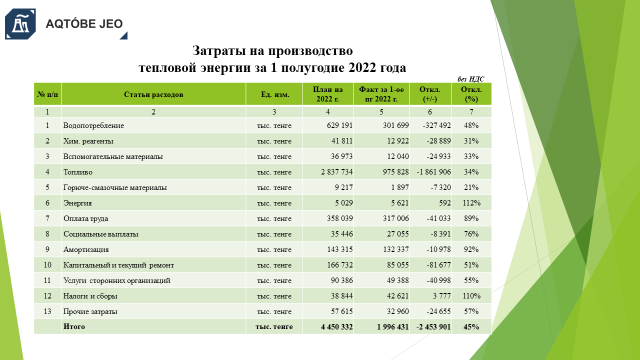 AQTÓBE JEO
Затраты на производство
тепловой энергии за 1 полугодие 2022 года
без НДС
№ п/п Статьи расходов Ед. изм. План на 2022 г. Факт за 1-ое пг 2022 г. Откл. (+/-) Откл. (%)
1 2 3 4 5 6 7
1 Водопотребление тыс. тенге 629 191 301 699 -327 492 48%
2 Хим. реагенты тыс. тенге 41 811 12 922 -28 889 31%
3 Вспомогательные материалы тыс. тенге 36 973 12 040 -24 933 33%
4 Топливо тыс. тенге 2 837 734 975 828 -1 861 906 34%
5 Горюче-смазочные материалы тыс. тенге 9 217 1 897 -7 320 21%
6 Энергия тыс. тенге 5 029 5 621 592 112%
7 Оплата труда тыс. тенге 358 039 317 006 -41 033 89%
8 Социальные выплаты тыс. тенге 35 446 27 055 -8 391 76%
9 Амортизация тыс. тенге 143 315 132 337 -10 978 92%
10 Капитальный и текущий ремонт тыс. тенге 166 732 85 055 -81 677 51%
11 Услуги сторонних организаций тыс. тенге 90 386 49 388 -40 998 55%
12 Налоги и сборы тыс. тенге 38 844 42 621 3 777 110%
13 Прочие затраты тыс. тенге 57 615 32 960 -24 655 57%
Итого тыс. тенге 4 450 332 1 996 431 -2 453 901 45%